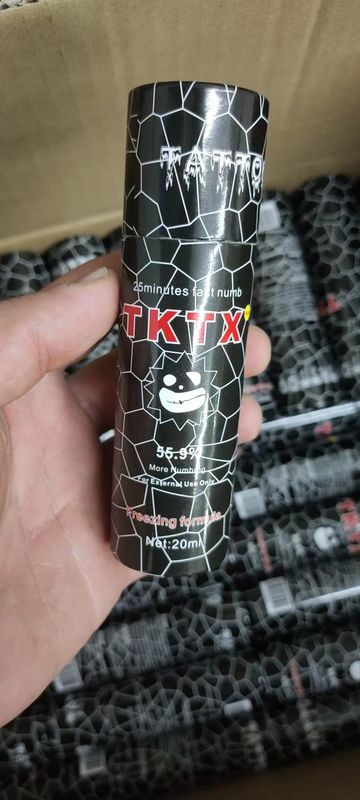 TATTO
25minutes fast numb
TKTX
55.9%
More Numbing
For External Use Only
Freezing formula
Net:20ml